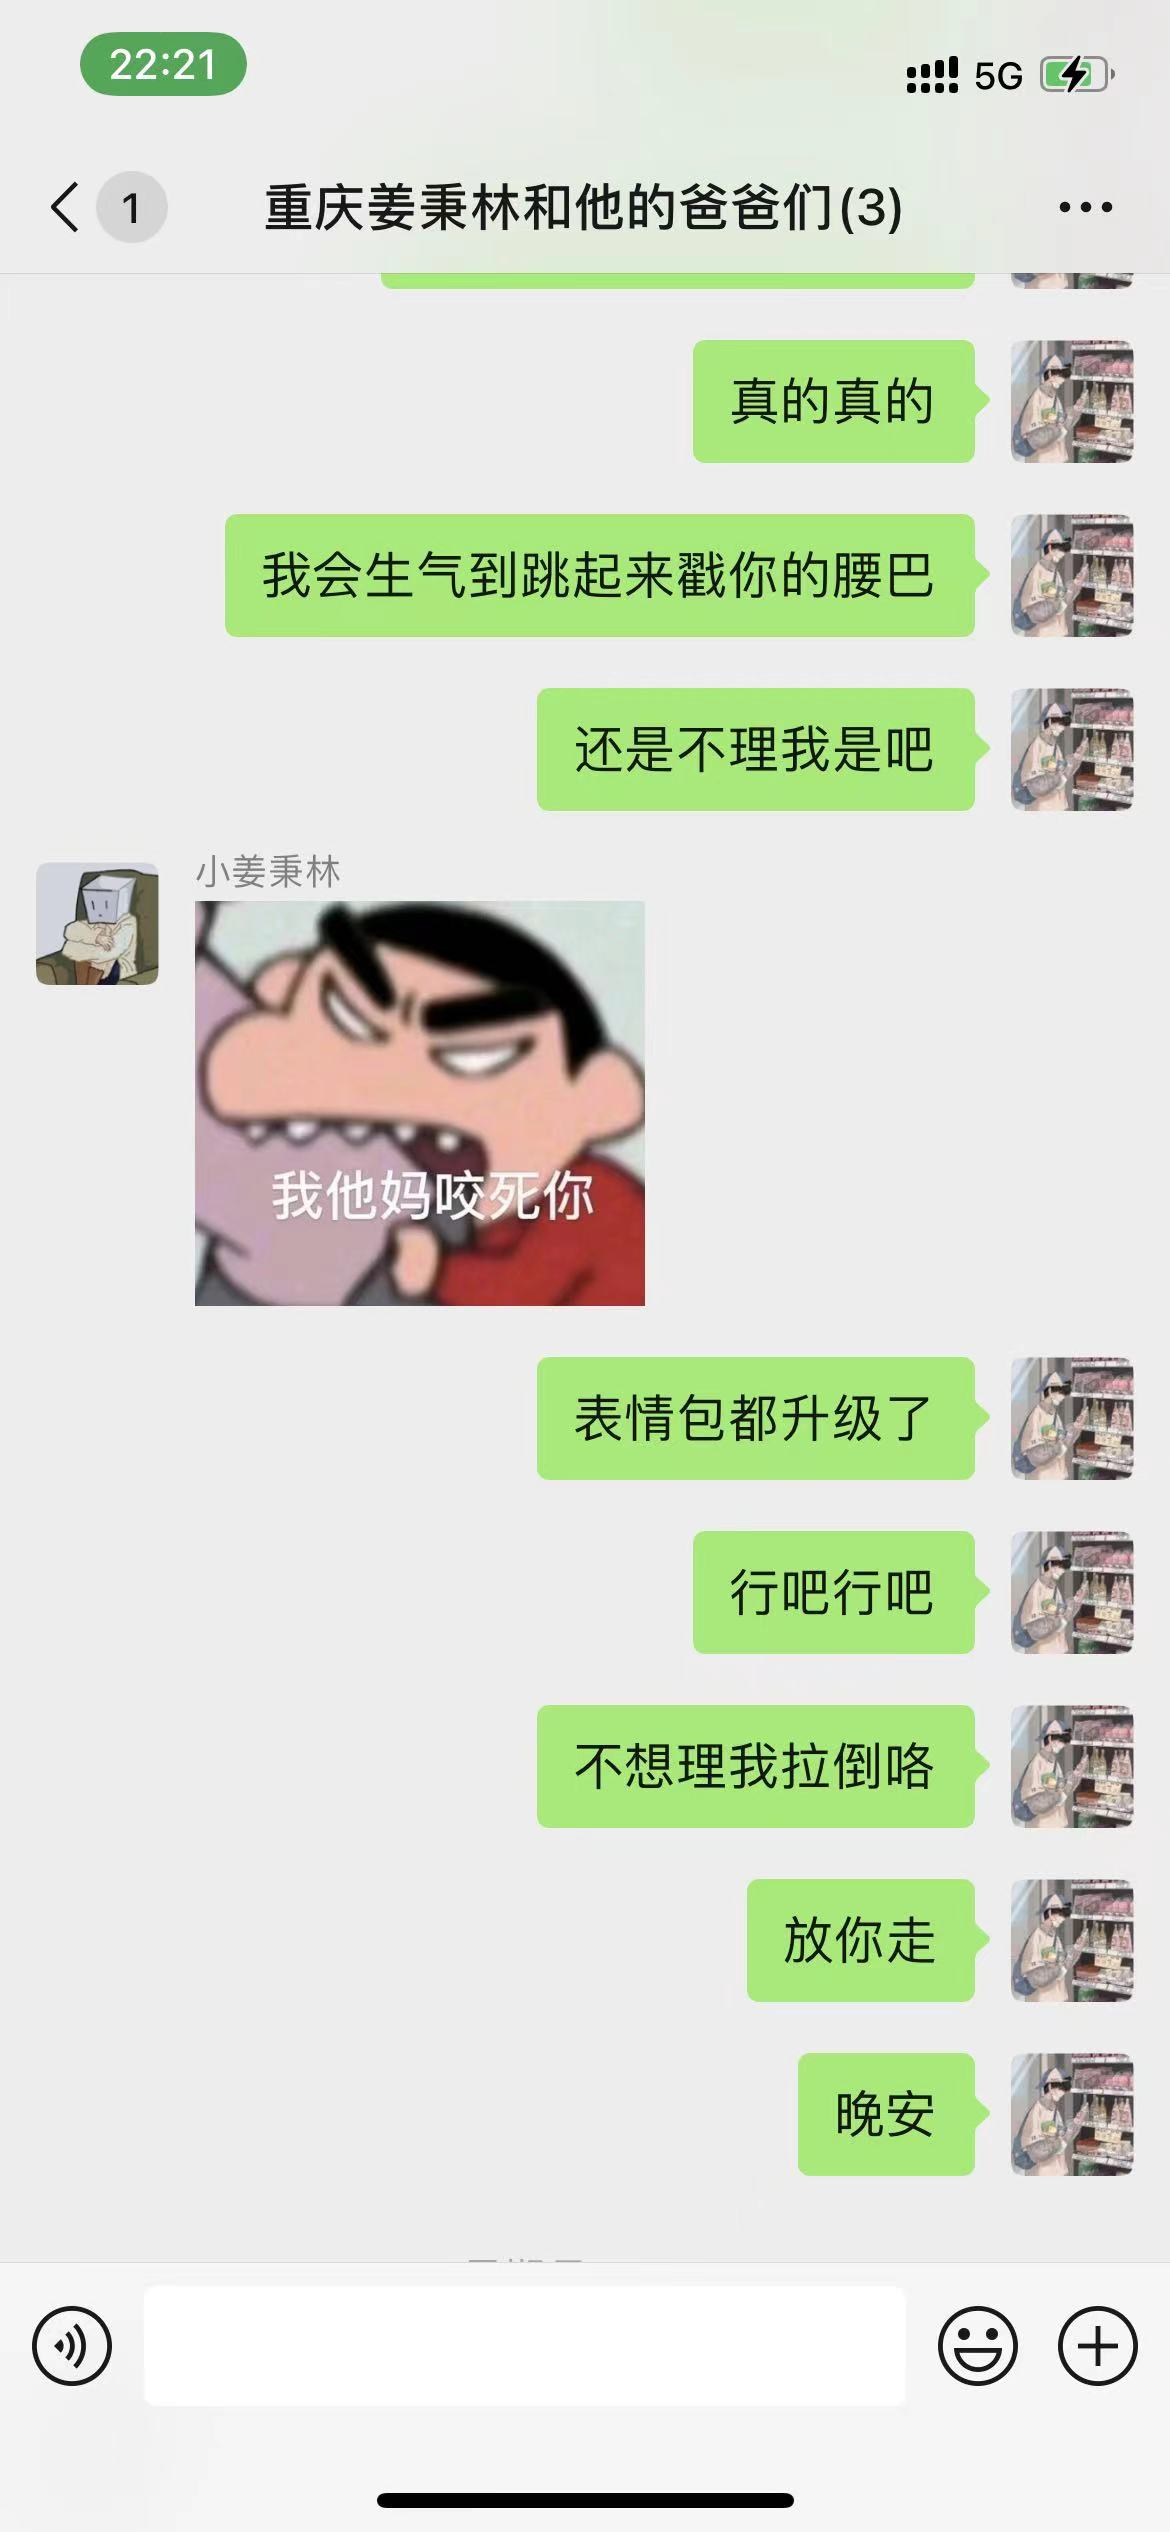 22:21
5G
1
重庆姜秉林和他的爸爸们(3)
真的真的
我会生气到跳起来戳你的腰巴
还是不理我是吧
小姜秉林
我他妈咬死你
表情包都升级了
行吧行吧
不想理我拉倒咯
放你走
晚安